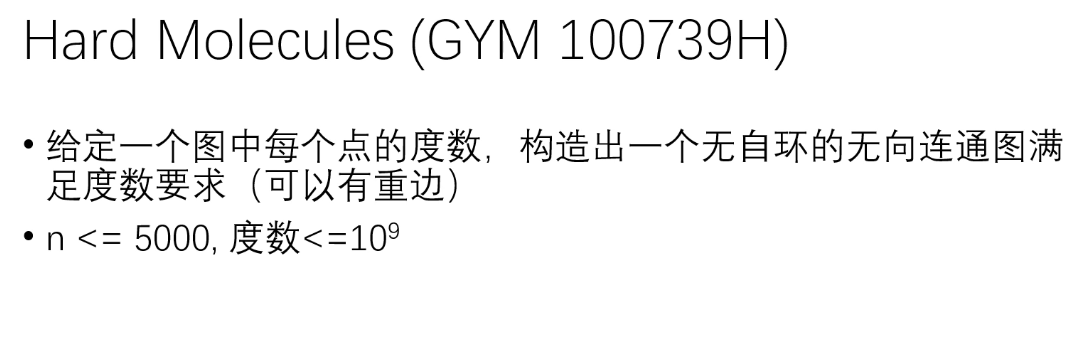 Hard Molecules (GYM 100739H)
• 给定一个图中每个点的度数，构造出一个无自环的无向连通图满
足度数要求（可以有重边）
• n <= 5000, 度数<=10⁹